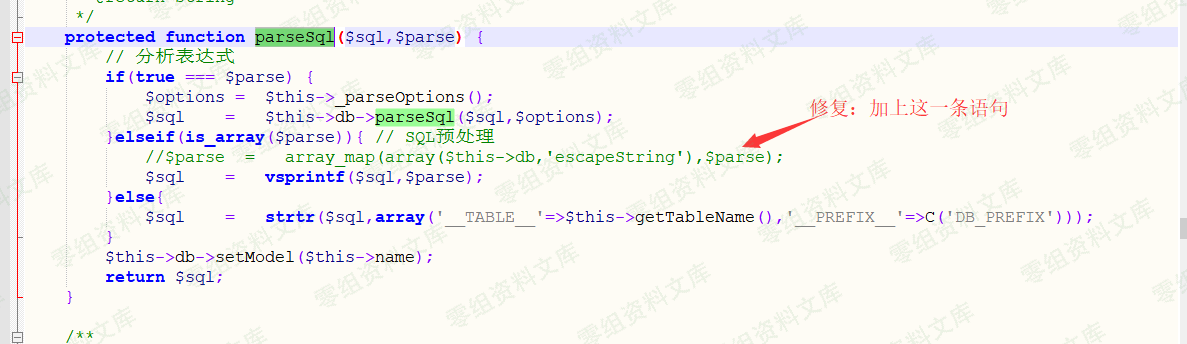 */
protected function parseSql($sql,$parse) {
// 分析表达式
if(true === $parse) {
$options =  $this->_parseOptions();
$sql    =   $this->db->parseSql($sql,$options);
}elseif(is_array($parse)){ // SQL预处理
修复：加上这一条语句
//$parse  =   array_map(array($this->db,'escapeString'),$parse);
$sql    =   vsprintf($sql,$parse);
}else{
$sql    =   strtr($sql,array('__TABLE__'=>$this->getTableName(),'__PREFIX__'=>C('DB_PREFIX')));
}
$this->db->setModel($this->name);
return $sql;
}
/**
零组资料文库